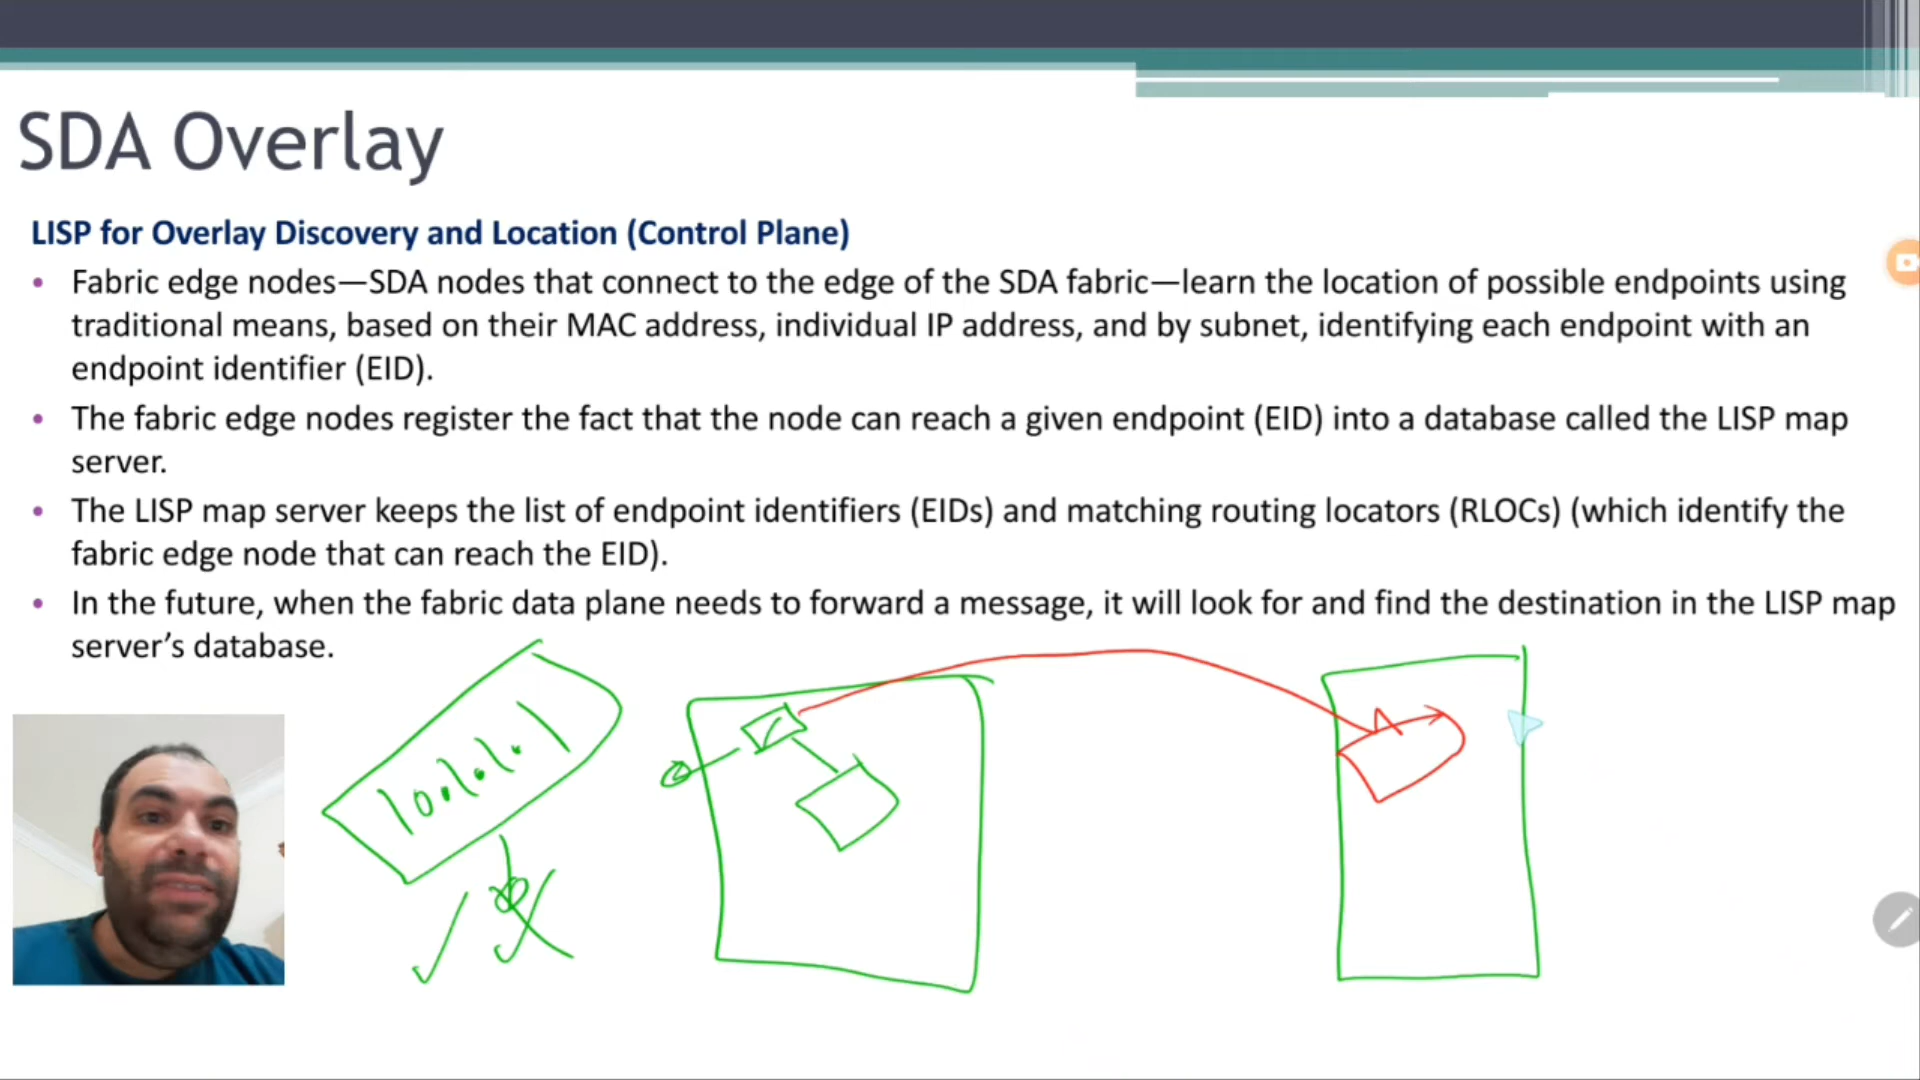 SDA Overlay
LISP for Overlay Discovery and Location (Control Plane)
• Fabric edge nodes—SDA nodes that connect to the edge of the SDA fabric—learn the location of possible endpoints using
traditional means, based on their MAC address, individual IP address, and by subnet, identifying each endpoint with an
endpoint identifier (EID).
• The fabric edge nodes register the fact that the node can reach a given endpoint (EID) into a database called the LISP map
server.
• The LISP map server keeps the list of endpoint identifiers (EIDs) and matching routing locators (RLOCs) (which identify the
fabric edge node that can reach the EID).
• In the future, when the fabric data plane needs to forward a message, it will look for and find the destination in the LISP map
server’s database.